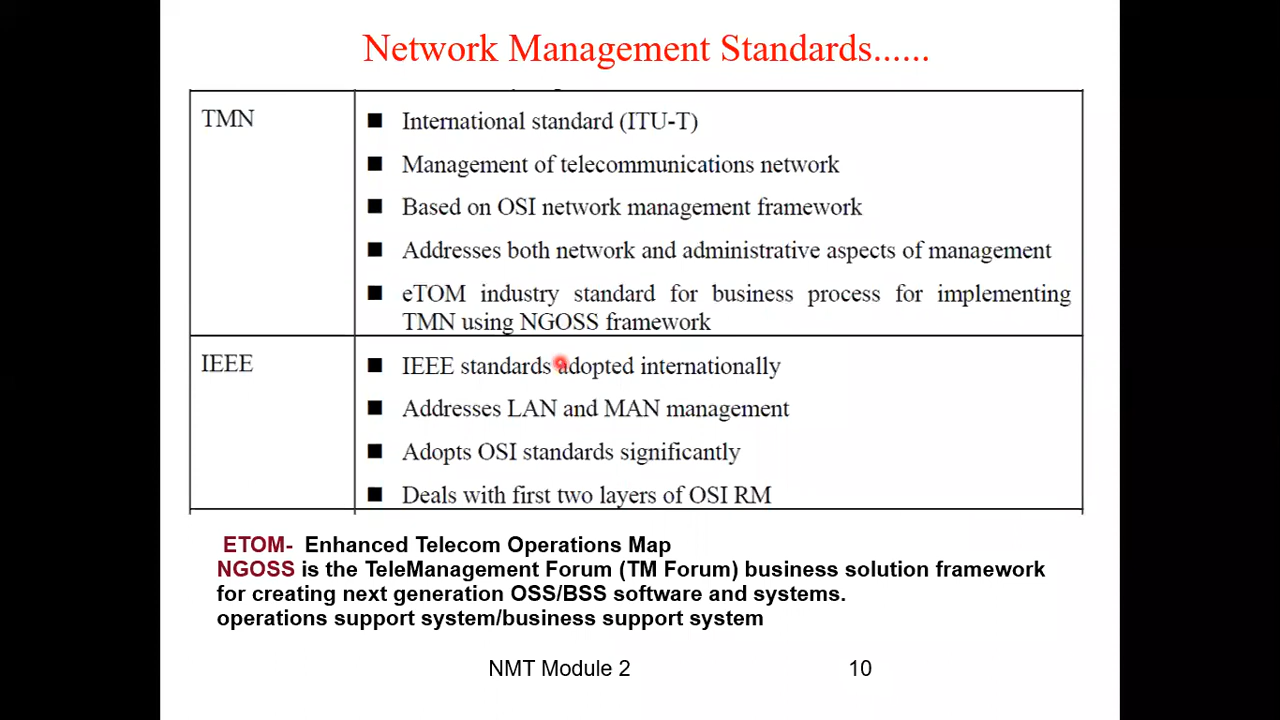 Network Management Standards......
TMN
■ International standard (ITU-T)
■ Management of telecommunications network
■ Based on OSI network management framework
■ Addresses both network and administrative aspects of management
■ eTOM industry standard for business process for implementing
TMN using NGOSS framework
IEEE
■ IEEE standards adopted internationally
■ Addresses LAN and MAN management
■ Adopts OSI standards significantly
■ Deals with first two layers of OSI RM
ETOM- Enhanced Telecom Operations Map
NGOSS is the TeleManagement Forum (TM Forum) business solution framework
for creating next generation OSS/BSS software and systems.
operations support system/business support system
NMT Module 2 10